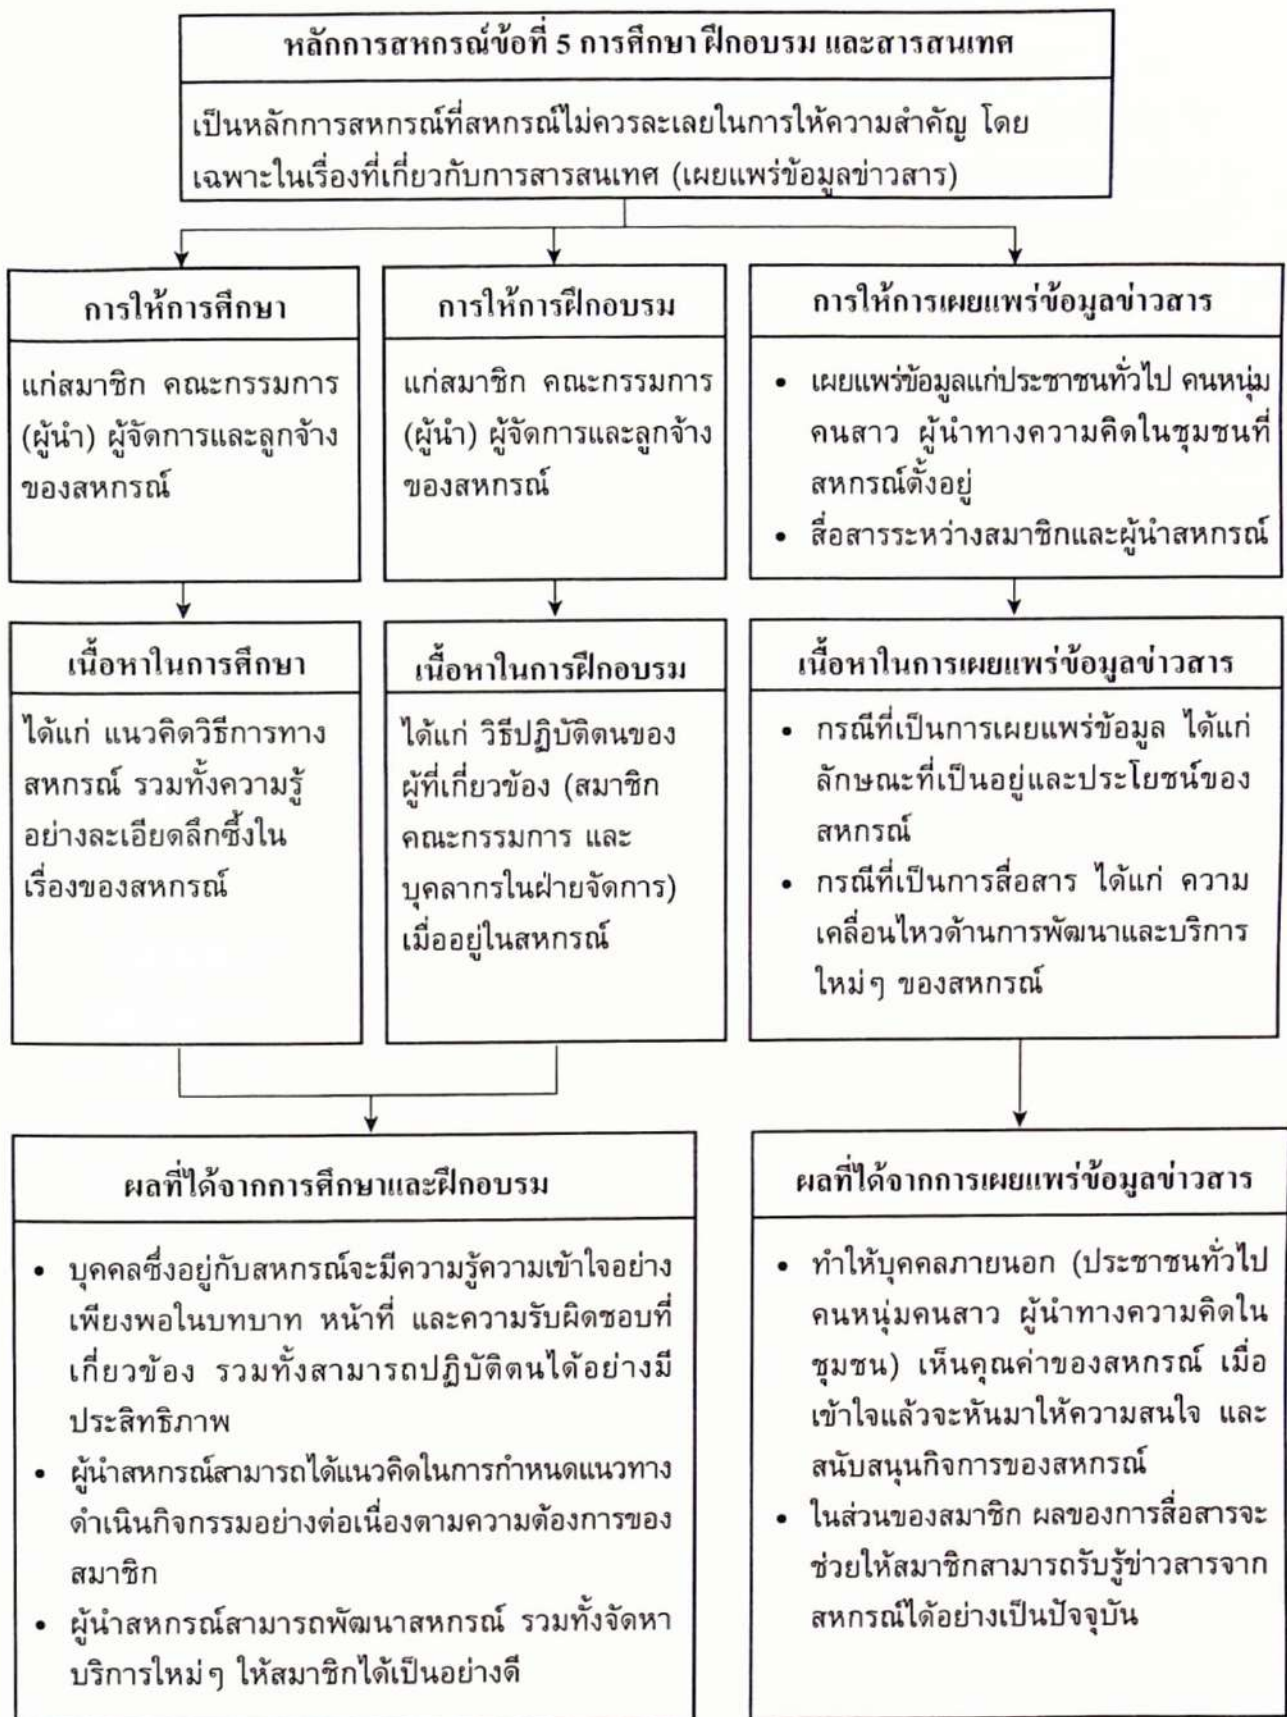 หลักการสหกรณ์ข้อที่ 5 การศึกษา ฝึกอบรม และสารสนเทศ
เป็นหลักการสหกรณ์ที่สหกรณ์ไม่ควรละเลยในการให้ความสำคัญ โดย
เฉพาะในเรื่องที่เกี่ยวกับการสารสนเทศ (เผยแพร่ข้อมูลข่าวสาร)
การให้การศึกษา
แก่สมาชิก คณะกรรมการ
(ผู้นำ) ผู้จัดการและลูกจ้าง
ของสหกรณ์
การให้การฝึกอบรม
แก่สมาชิก คณะกรรมการ
(ผู้นำ) ผู้จัดการและลูกจ้าง
ของสหกรณ์
การให้การเผยแพร่ข้อมูลข่าวสาร
• เผยแพร่ข้อมูลแก่ประชาชนทั่วไป คนหนุ่ม
คนสาว ผู้นำทางความคิดในชุมชนที่
สหกรณ์ตั้งอยู่
• สื่อสารระหว่างสมาชิกและผู้นำสหกรณ์
เนื้อหาในการศึกษา
ได้แก่ แนวคิดวิธีการทาง
สหกรณ์ รวมทั้งความรู้
อย่างละเอียดลึกซึ้งใน
เรื่องของสหกรณ์
เนื้อหาในการฝึกอบรม
ได้แก่ วิธีปฏิบัติตนของ
ผู้ที่เกี่ยวข้อง (สมาชิก
คณะกรรมการ และ
บุคลากรในฝ่ายจัดการ)
เมื่ออยู่ในสหกรณ์
เนื้อหาในการเผยแพร่ข้อมูลข่าวสาร
• กรณีที่เป็นการเผยแพร่ข้อมูล ได้แก่
ลักษณะที่เป็นอยู่และประโยชน์ของ
สหกรณ์
• กรณีที่เป็นการสื่อสาร ได้แก่ ความ
เคลื่อนไหวด้านการพัฒนาและบริการ
ใหม่ๆ ของสหกรณ์
ผลที่ได้จากการศึกษาและฝึกอบรม
• บุคคลซึ่งอยู่กับสหกรณ์จะมีความรู้ความเข้าใจอย่าง
เพียงพอในบทบาท หน้าที่ และความรับผิดชอบที่
เกี่ยวข้อง รวมทั้งสามารถปฏิบัติตนได้อย่างมี
ประสิทธิภาพ
• ผู้นำสหกรณ์สามารถได้แนวคิดในการกำหนดแนวทาง
ดำเนินกิจกรรมอย่างต่อเนื่องตามความต้องการของ
สมาชิก
• ผู้นำสหกรณ์สามารถพัฒนาสหกรณ์ รวมทั้งจัดหา
บริการใหม่ๆ ให้สมาชิกได้เป็นอย่างดี
ผลที่ได้จากการเผยแพร่ข้อมูลข่าวสาร
• ทำให้บุคคลภายนอก (ประชาชนทั่วไป
คนหนุ่มคนสาว ผู้นำทางความคิดใน
ชุมชน) เห็นคุณค่าของสหกรณ์ เมื่อ
เข้าใจแล้วจะหันมาให้ความสนใจ และ
สนับสนุนกิจการของสหกรณ์
• ในส่วนของสมาชิก ผลของการสื่อสารจะ
ช่วยให้สมาชิกสามารถรับรู้ข่าวสารจาก
สหกรณ์ได้อย่างเป็นปัจจุบัน